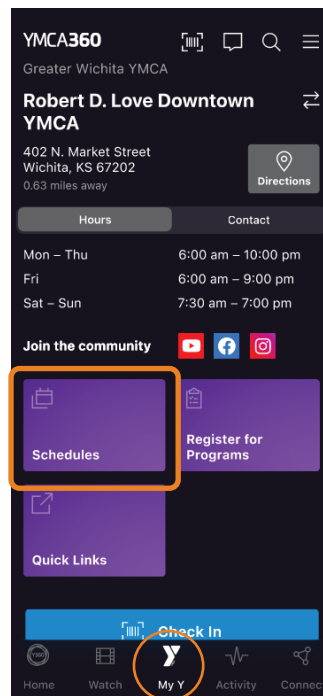 YMCA360
Greater Wichita YMCA
Robert D. Love Downtown
YMCA
402 N. Market Street
Wichita, KS 67202
0.63 miles away
Directions
Hours
Contact
Mon – Thu 6:00 am – 10:00 pm
Fri 6:00 am – 9:00 pm
Sat – Sun 7:30 am – 7:00 pm
Join the community
Schedules
Register for
Programs
Quick Links
Check In
Home Watch My Y Activity Connec